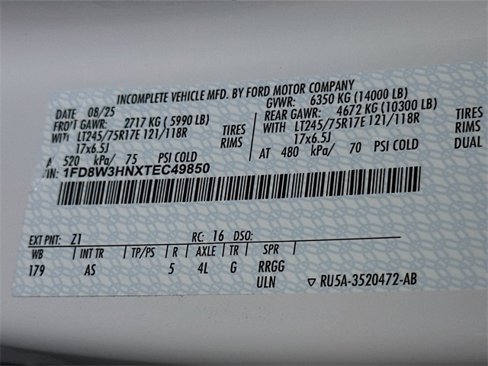 INCOMPLETE VEHICLE MFD. BY FORD MOTOR COMPANY
DATE 08/25 GVWR: 6350 KG (14000 LB)
FRONT GAWR: 2717 KG (5990 LB) REAR GAWR: 4672 KG (10300 LB)
WITH LT245/75R17E 121/118R TIRES WITH LT245/75R17E 121/118R TIRES
17x6.5J RIMS 17x6.5J RIMS
A 520 kPa/ 75 PSI COLD AT 480 kPa/ 70 PSI COLD DUAL
IN: 1FD8W3HNXTEC49850
EXT PNT: Z1 RC: 16 DSO:
WB INT TR TP/PS R AXLE TR SPR
179 AS 5 4L G RRGG
ULN ▽ RU5A-3520472-AB